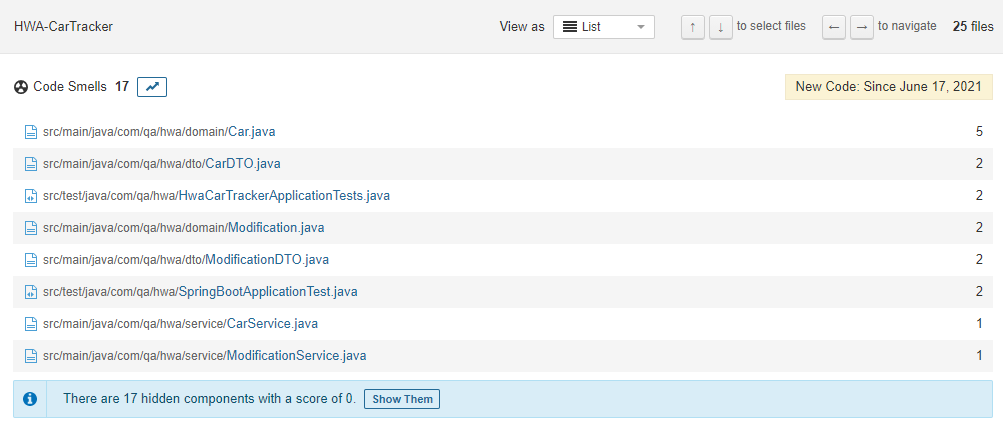 HWA-CarTracker View as List ↑ ↓ to select files ← → to navigate 25 files
Code Smells 17 New Code: Since June 17, 2021
src/main/java/com/qa/hwa/domain/Car.java 5
src/main/java/com/qa/hwa/dto/CarDTO.java 2
src/test/java/com/qa/hwa/HwaCarTrackerApplicationTests.java 2
src/main/java/com/qa/hwa/domain/Modification.java 2
src/main/java/com/qa/hwa/dto/ModificationDTO.java 2
src/test/java/com/qa/hwa/SpringBootApplicationTest.java 2
src/main/java/com/qa/hwa/service/CarService.java 1
src/main/java/com/qa/hwa/service/ModificationService.java 1
There are 17 hidden components with a score of 0. Show Them